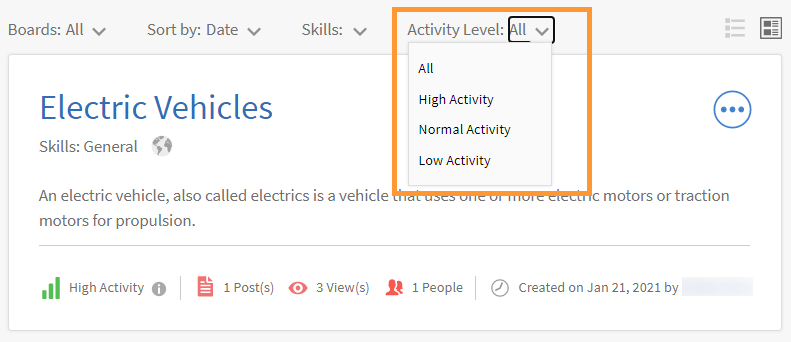 Boards: All Sort by: Date Skills: Activity Level: All
All
High Activity
Normal Activity
Low Activity
Electric Vehicles
Skills: General
An electric vehicle, also called electrics is a vehicle that uses one or more electric motors or traction
motors for propulsion.
High Activity 1 Post(s) 3 View(s) 1 People Created on Jan 21, 2021 by